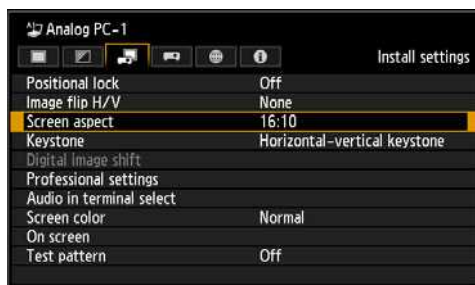 Analog PC-1
Install settings
Positional lock Off
Image flip H/V None
Screen aspect 16:10
Keystone Horizontal-vertical keystone
Digital image shift
Professional settings
Audio in terminal select
Screen color Normal
On screen
Test pattern Off